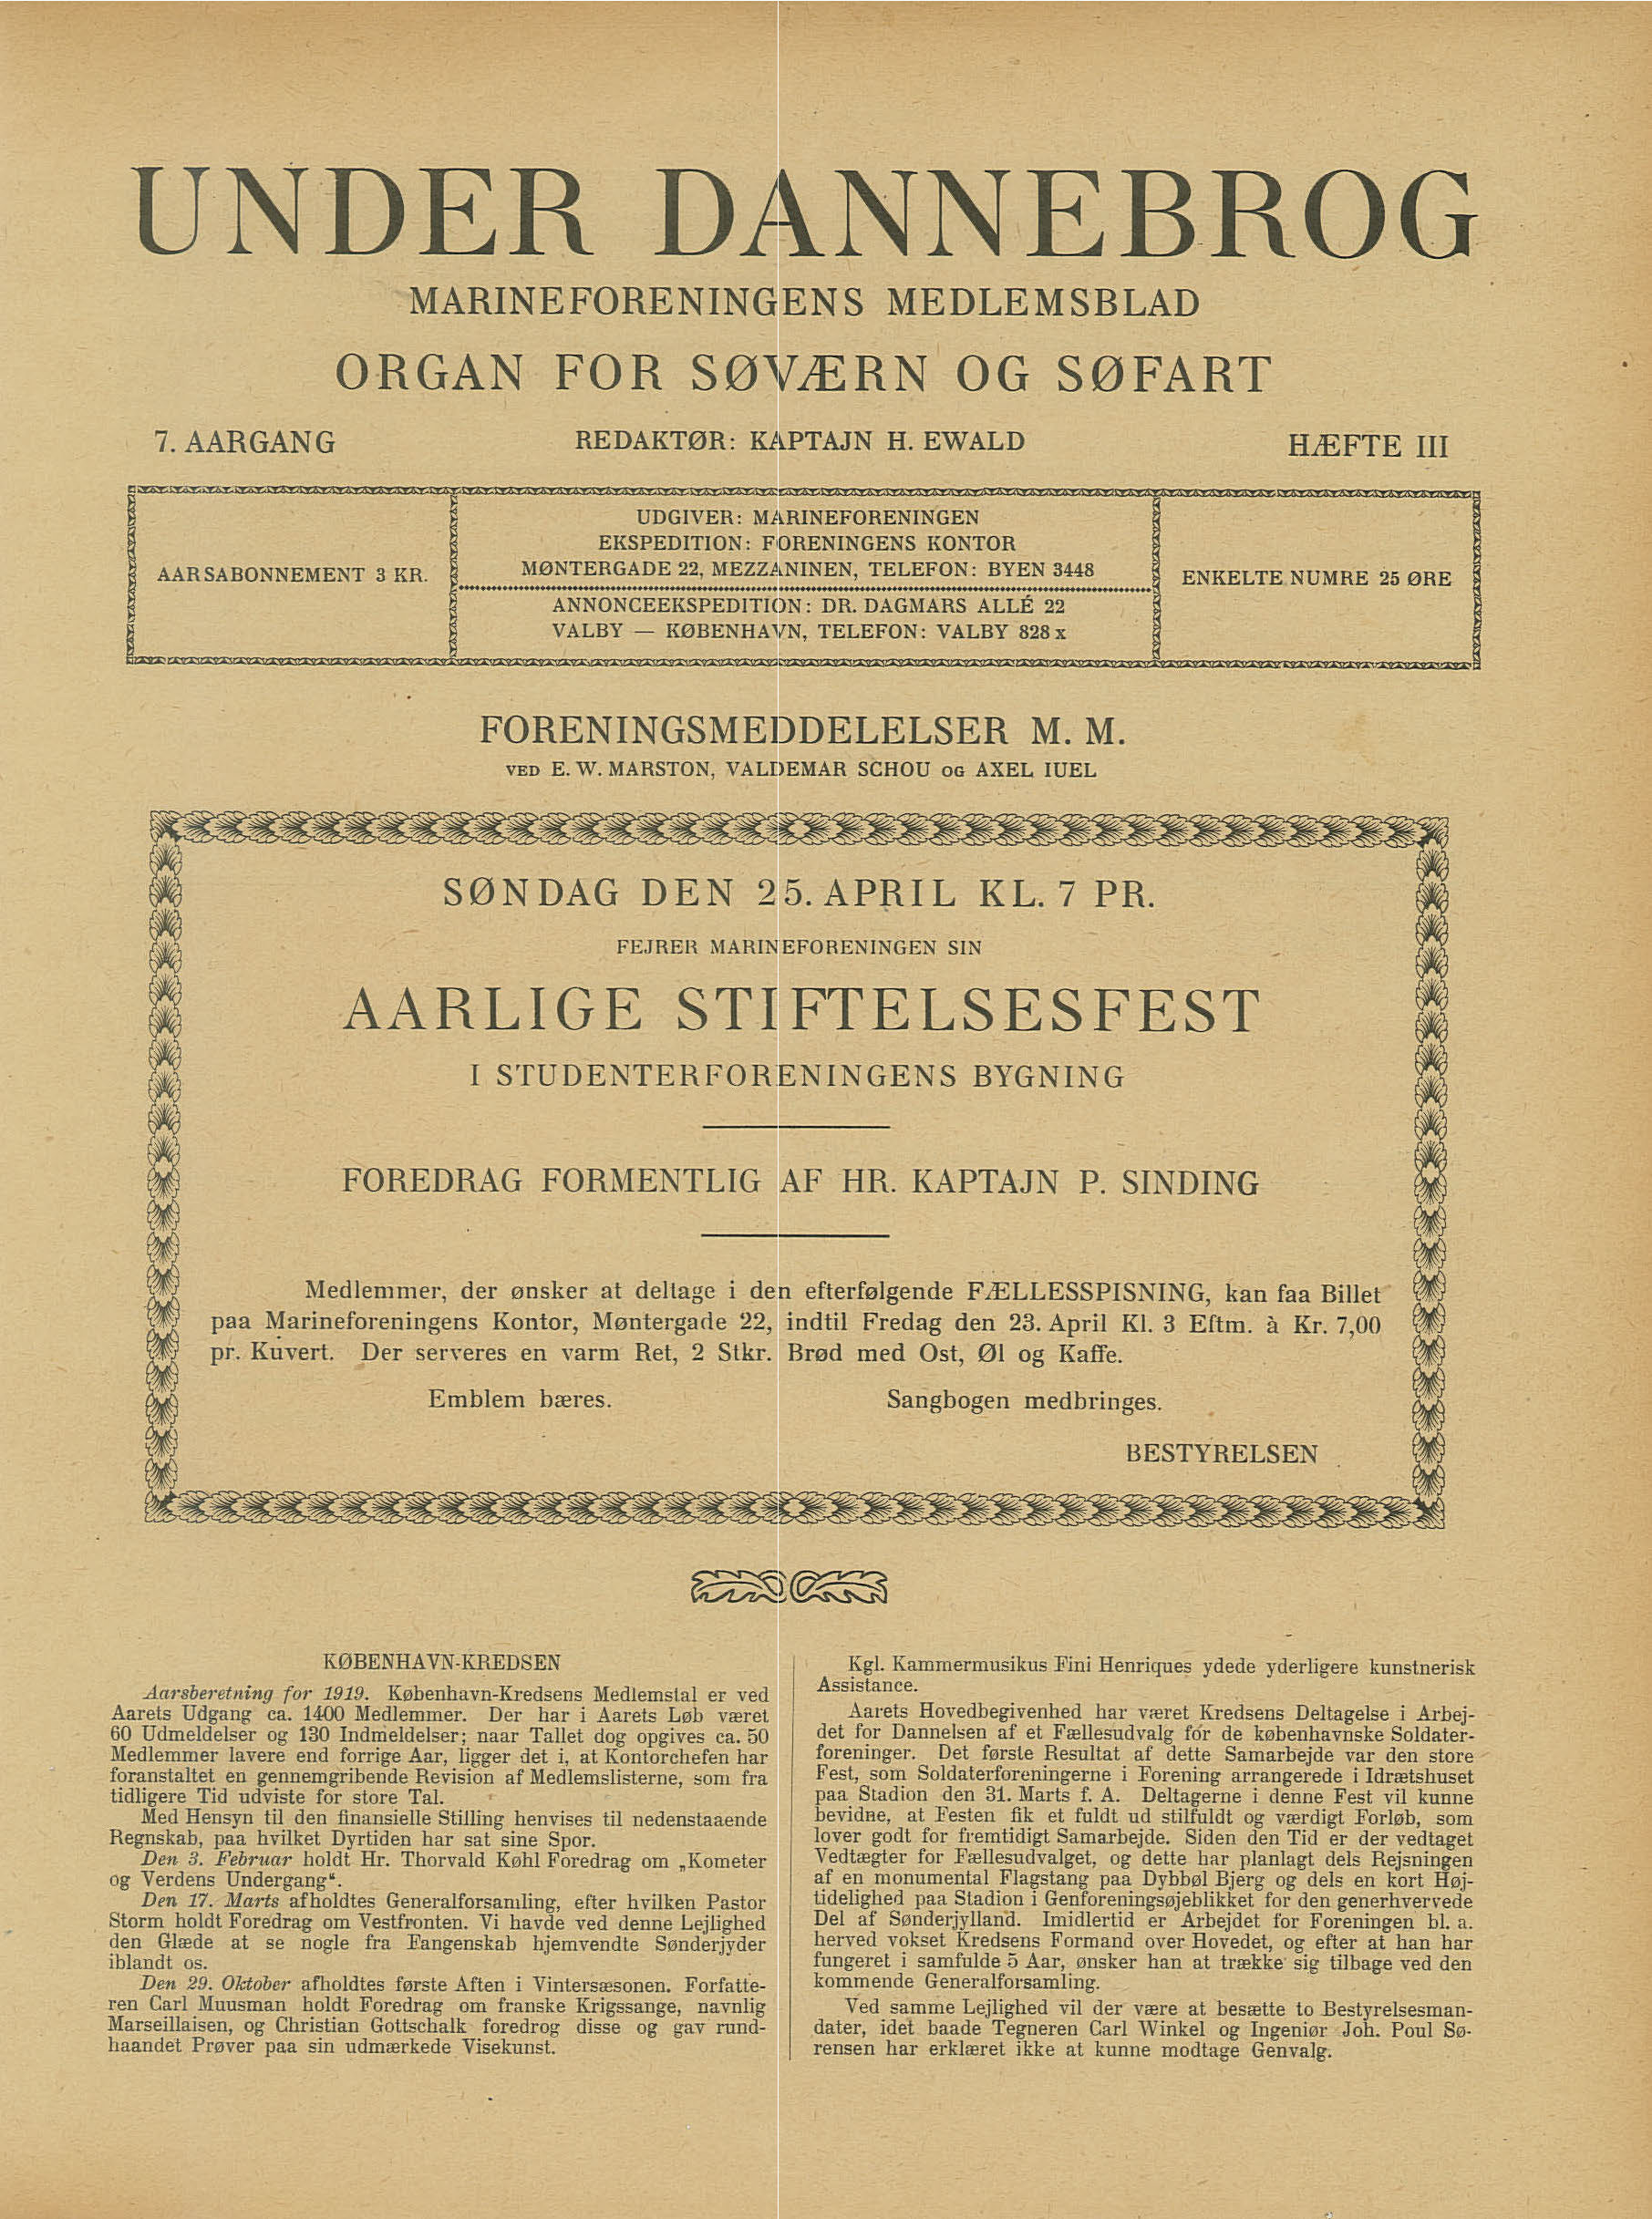 UNDER DANNEBROG
MARINEFORENINGENS MEDLEMSBLAD
ORGAN FOR SØVÆRN OG SØFART
7. AARGANG
REDAKTØR: KAPTAJN H. EWALD
HÆFTE III
AARSABONNEMENT 3 KR.
UDGIVER: MARINEFORENINGEN
EKSPEDITION: FORENINGENS KONTOR
MØNTERGADE 22, MEZZANINEN, TELEFON: BYEN 3448
ANNONCEEKSPEDITION: DR. DAGMARS ALLÉ 22
VALBY — KØBENHAVN, TELEFON: VALBY 828 x
ENKELTE NUMRE 25 ØRE
FORENINGSMEDDELELSER M. M.
VED E. W. MARSTON, VALDEMAR SCHOU OG AXEL IUEL
SØNDAG DEN 25. APRIL KL. 7 PR.
FEJRER MARINEFORENINGEN SIN
AARLIGE STIFTELSESFEST
I STUDENTERFORENINGENS BYGNING
FOREDRAG FORMENTLIG AF HR. KAPTAJN P. SINDING
Medlemmer, der ønsker at deltage i den efterfølgende FÆLLESSPISNING, kan faa Billet
paa Marineforeningens Kontor, Møntergade 22, indtil Fredag den 23. April Kl. 3 Eftm. à Kr. 7,00
pr. Kuvert. Der serveres en varm Ret, 2 Stkr. Brød med Ost, Øl og Kaffe.
Emblem bæres. Sangbogen medbringes.
BESTYRELSEN
KØBENHAVN-KREDSEN
Aarsberetning for 1919. København-Kredsens Medlemstal er ved
Aarets Udgang ca. 1400 Medlemmer. Der har i Aarets Løb været
60 Udmeldelser og 130 Indmeldelser; naar Tallet dog opgives ca. 50
Medlemmer lavere end forrige Aar, ligger det i, at Kontorchefen har
foranstaltet en gennemgribende Revision af Medlemslisterne, som fra
tidligere Tid udviste for store Tal.
Med Hensyn til den finansielle Stilling henvises til nedenstaaende
Regnskab, paa hvilket Dyrtiden har sat sine Spor.
Den 3. Februar holdt Hr. Thorvald Køhl Foredrag om „Kometer
og Verdens Undergang“.
Den 17. Marts afholdtes Generalforsamling, efter hvilken Pastor
Storm holdt Foredrag om Vestfronten. Vi havde ved denne Lejlighed
den Glæde at se nogle fra Fangenskab hjemvendte Sønderjyder
iblandt os.
Den 29. Oktober afholdtes første Aften i Vintersæsonen. Forfatte-
ren Carl Muusman holdt Foredrag om franske Krigssange, navnlig
Marseillaisen, og Christian Gottschalk foredrog disse og gav rund-
haandet Prøver paa sin udmærkede Visekunst.
Kgl. Kammermusikus Fini Henriques ydede yderligere kunstnerisk
Assistance.
Aarets Hovedbegivenhed har været Kredsens Deltagelse i Arbej-
det for Dannelsen af et Fællesudvalg for de københavnske Soldater-
foreninger. Det første Resultat af dette Samarbejde var den store
Fest, som Soldaterforeningerne i Forening arrangerede i Idrætshuset
paa Stadion den 31. Marts f. A. Deltagerne i denne Fest vil kunne
bevidne, at Festen fik et fuldt ud stilfuldt og værdigt Forløb, som
lover godt for fremtidigt Samarbejde. Siden den Tid er der vedtaget
Vedtægter for Fællesudvalget, og dette har planlagt dels Rejsningen
af en monumental Flagstang paa Dybbøl Bjerg og dels en kort Høj-
tidelighed paa Stadion i Genforeningsøjeblikket for den generhvervede
Del af Sønderjylland. Imidlertid er Arbejdet for Foreningen bl. a.
herved vokset Kredsens Formand over Hovedet, og efter at han har
fungeret i samfulde 5 Aar, ønsker han at trække sig tilbage ved den
kommende Generalforsamling.
Ved samme Lejlighed vil der være at besætte to Bestyrelsesman-
dater, idet baade Tegneren Carl Winkel og Ingeniør Joh. Poul Sø-
rensen har erklæret ikke at kunne modtage Genvalg.